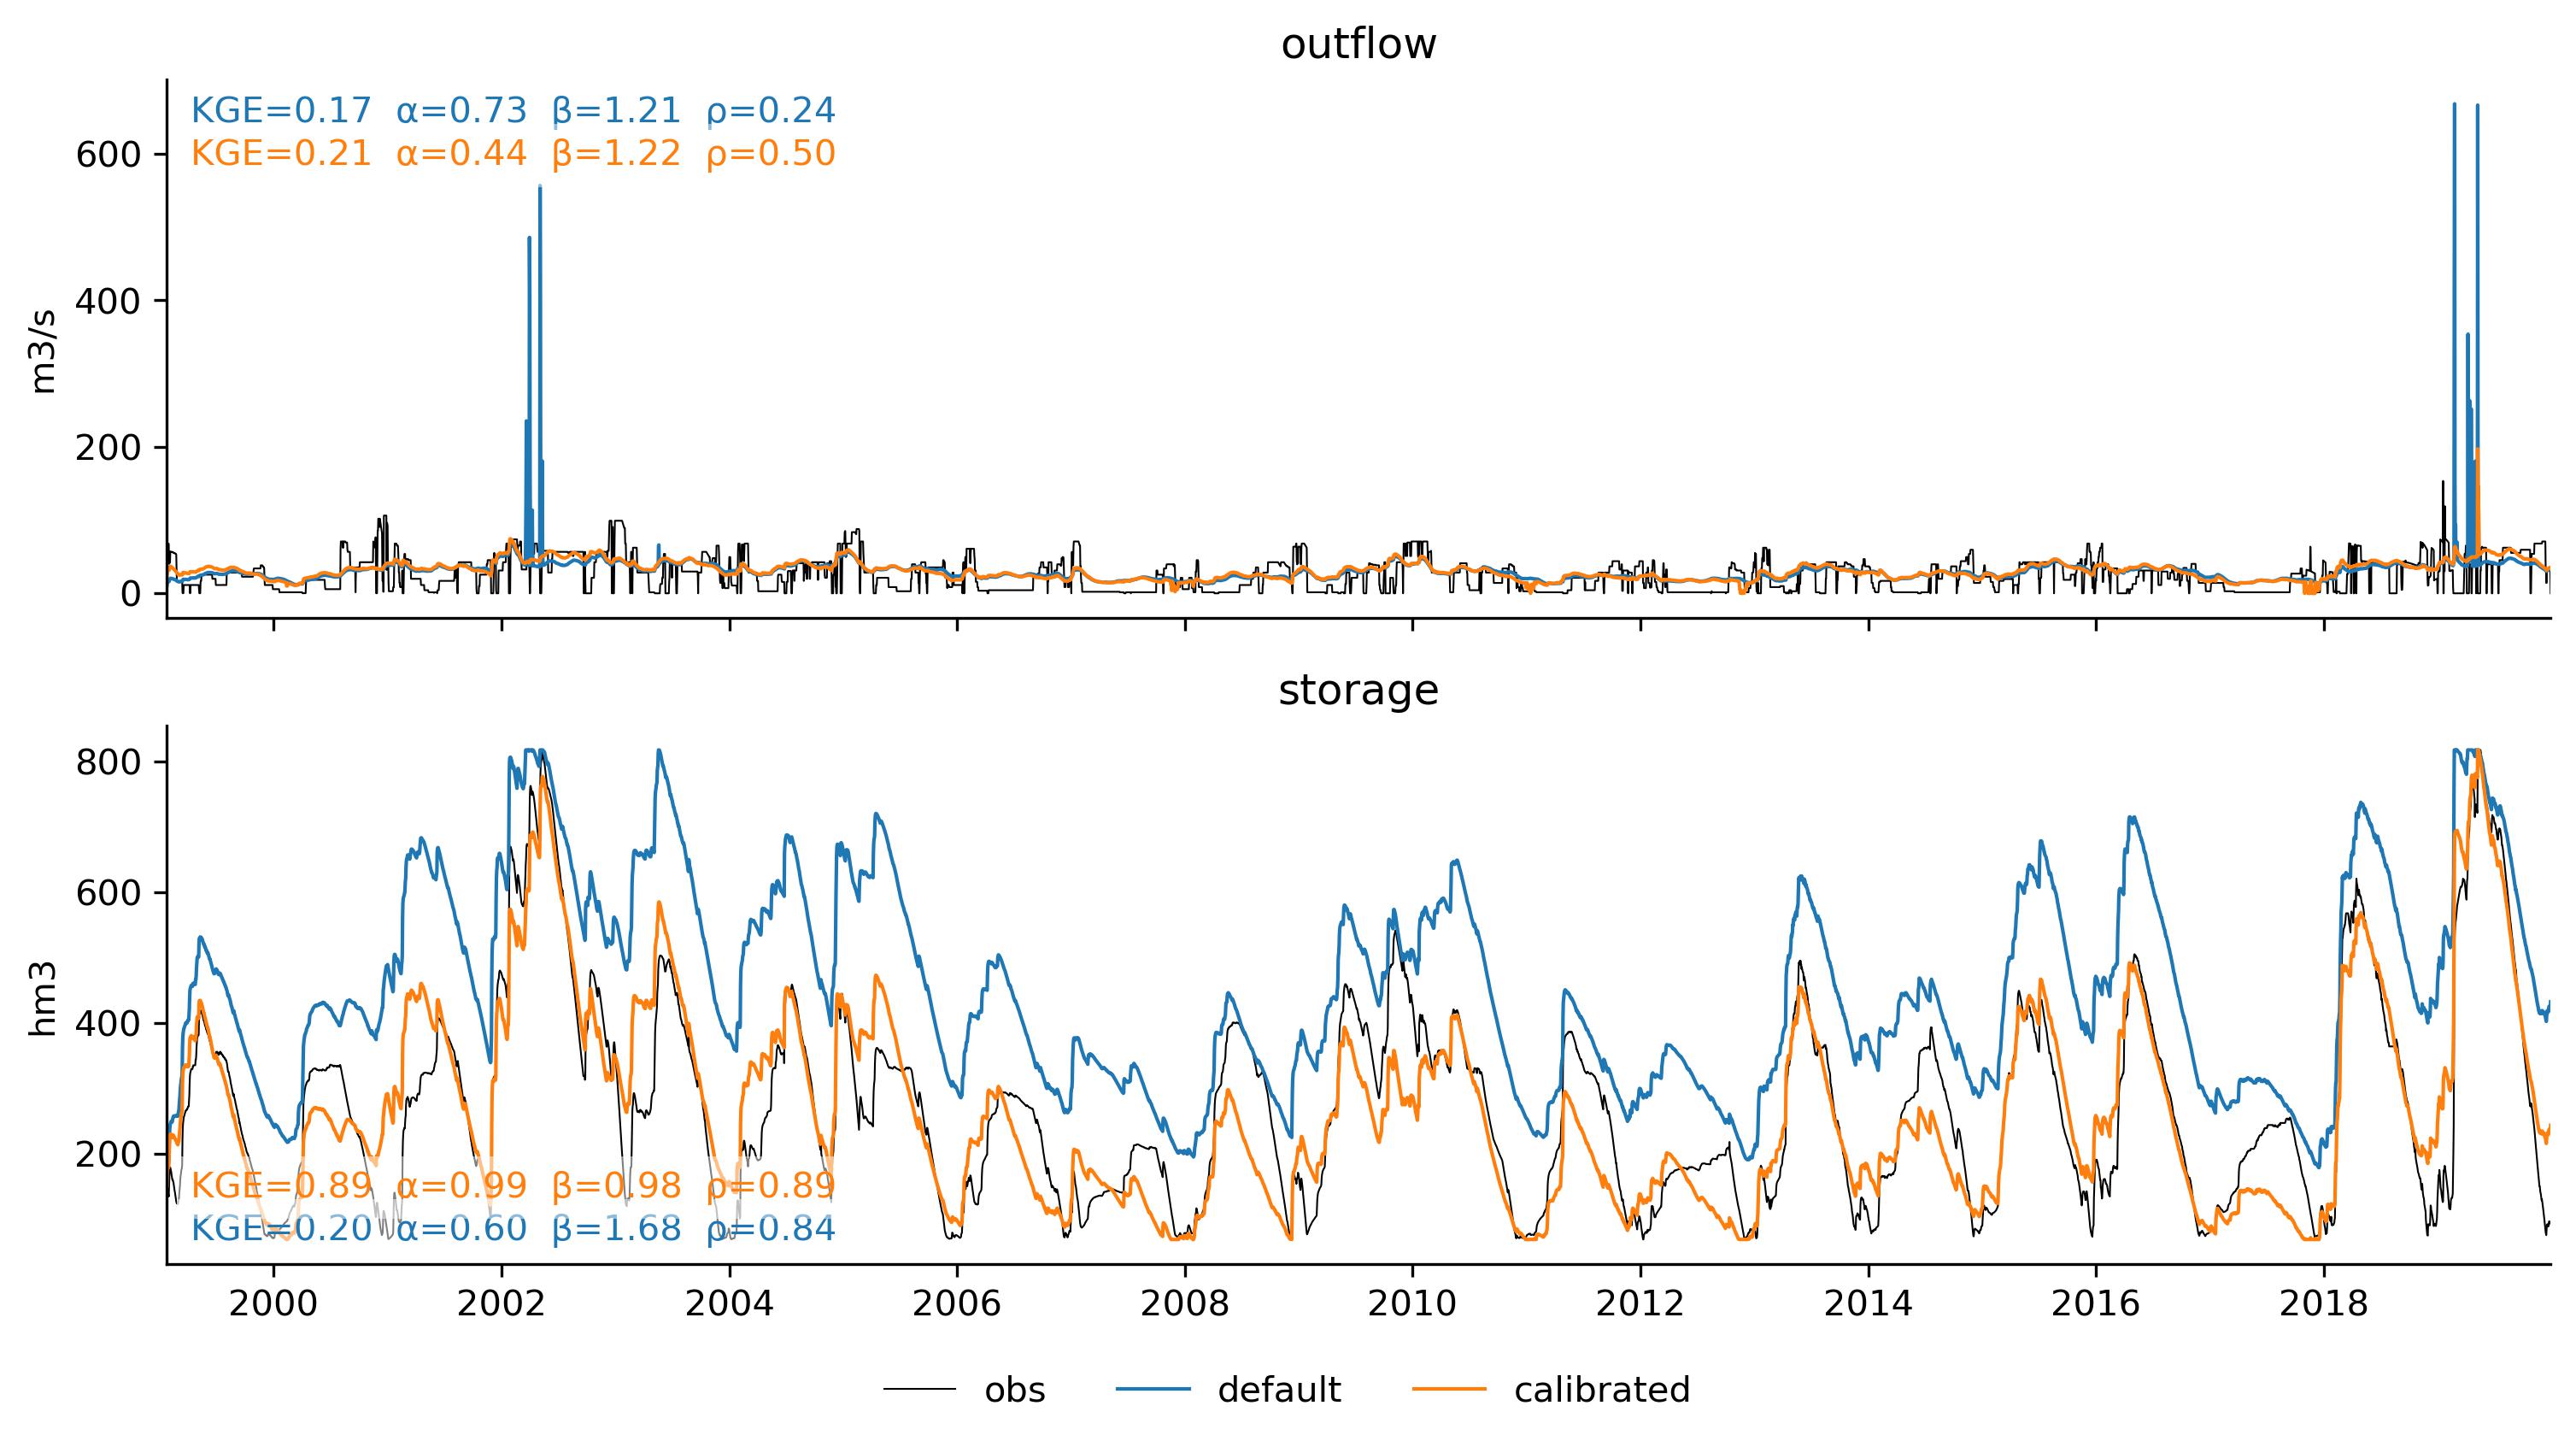 outflow
KGE=0.17 α=0.73 β=1.21 ρ=0.24
KGE=0.21 α=0.44 β=1.22 ρ=0.50
600
400
200
0
m3/s
storage
800
600
400
200
hm3
KGE=0.89 α=0.99 β=0.98 ρ=0.89
KGE=0.20 α=0.60 β=1.68 ρ=0.84
2000 2002 2004 2006 2008 2010 2012 2014 2016 2018
obs default calibrated